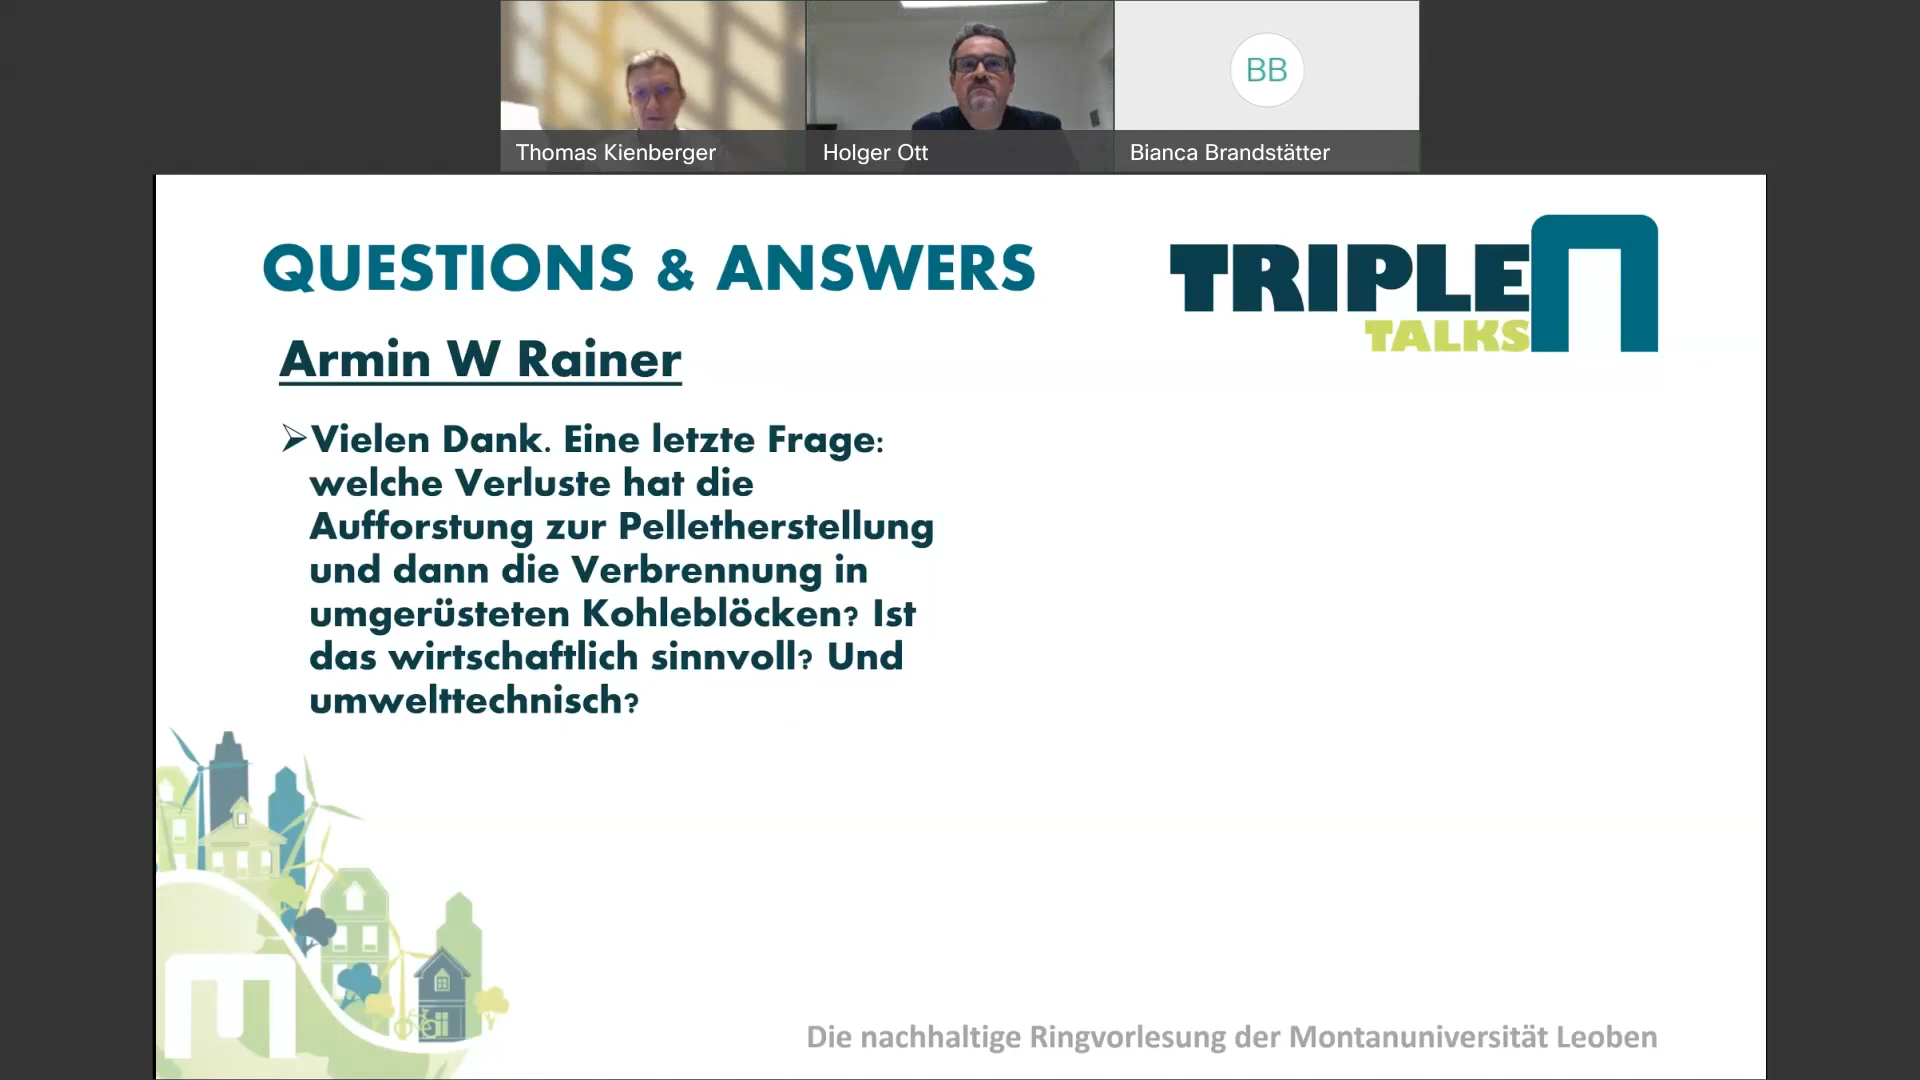 Thomas Kienberger
Holger Ott
BB
Bianca Brandstätter
QUESTIONS & ANSWERS
TRIPLE
TALKS
Armin W Rainer
➢Vielen Dank. Eine letzte Frage:
welche Verluste hat die
Aufforstung zur Pelletherstellung
und dann die Verbrennung in
umgerüsteten Kohleblöcken? Ist
das wirtschaftlich sinnvoll? Und
umwelttechnisch?
Die nachhaltige Ringvorlesung der Montanuniversität Leoben